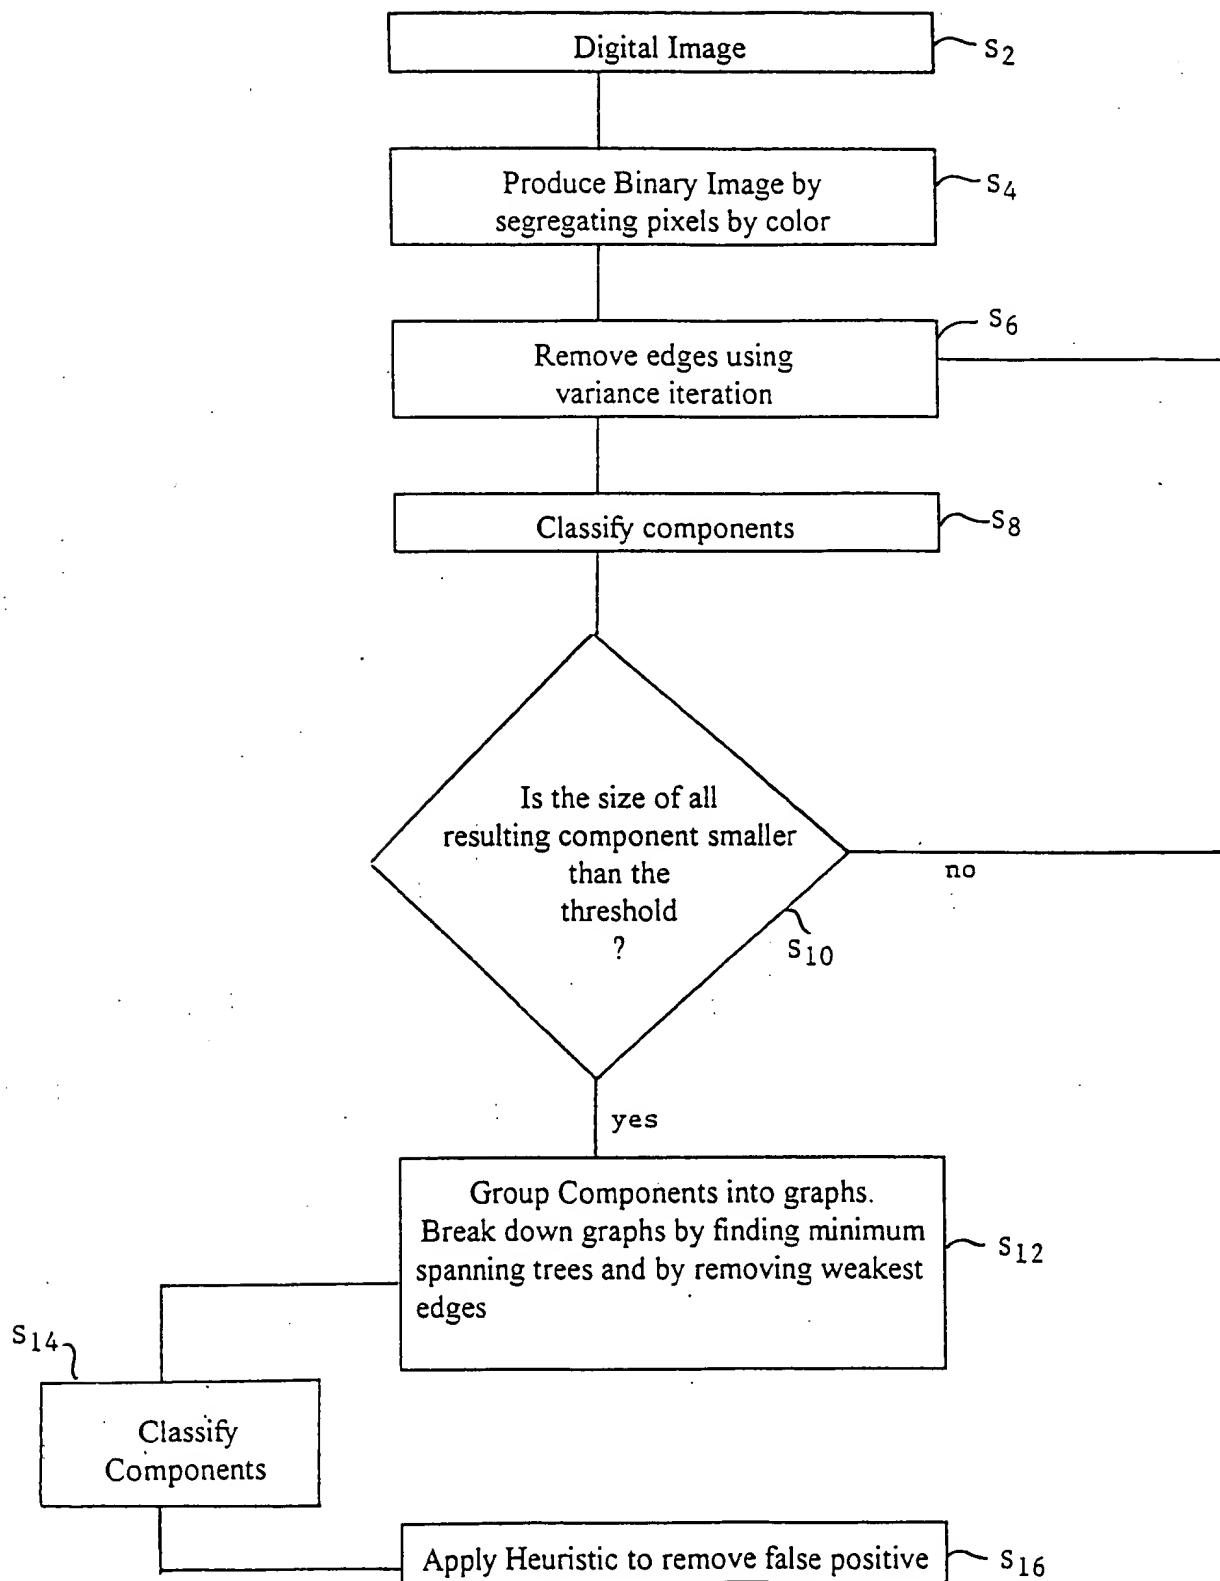 Digital Image
S2
Produce Binary Image by
segregating pixels by color
S4
Remove edges using
variance iteration
S6
Classify components
S8
Is the size of all
resulting component smaller
than the
threshold
?
no
S10
yes
Group Components into graphs.
Break down graphs by finding minimum
spanning trees and by removing weakest
edges
S12
S14
Classify
Components
Apply Heuristic to remove false positive
S16